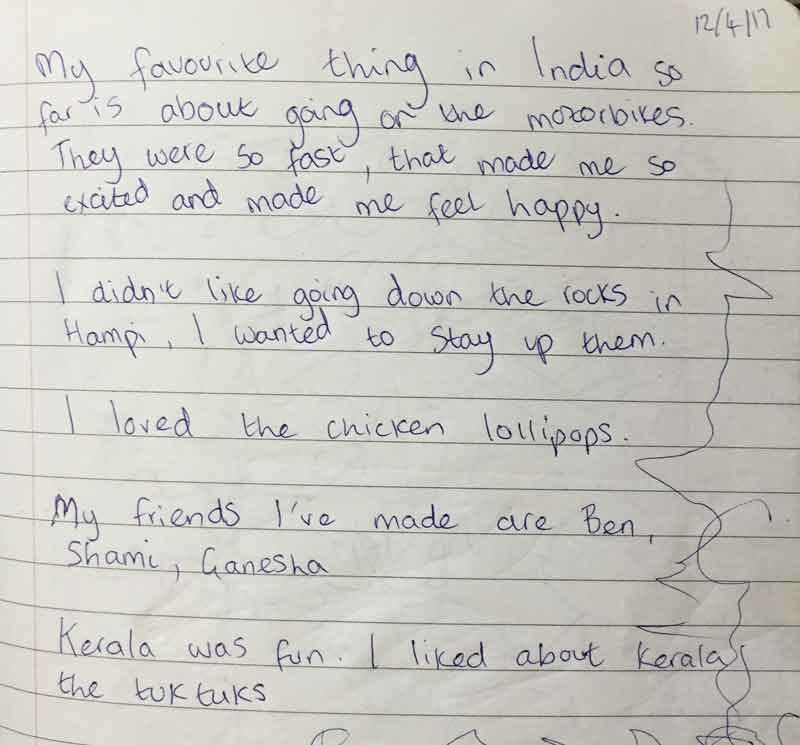 12/4/17
My favourite thing in India so
far is about going on the motorbikes.
They were so fast, that made me so
excited and made me feel happy.
I didn't like going down the rocks in
Hampi, I wanted to stay up them.
I loved the chicken lollipops.
My friends I've made are Ben,
Shami, Ganesha
Kerala was fun. I liked about Kerala
the tuktuks